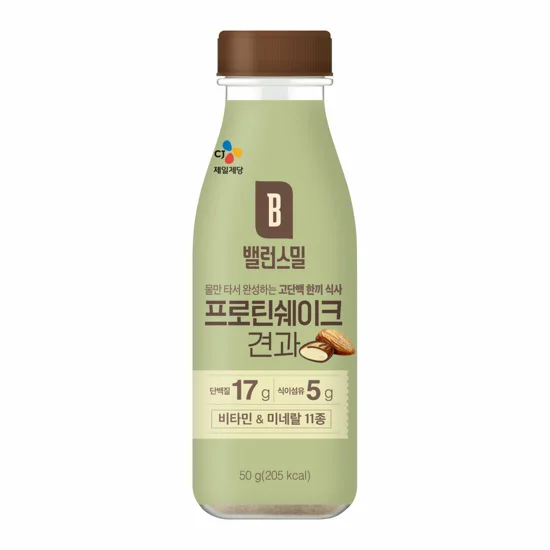 CJ
제일제당
B
밸런스밀
물만 타서 완성하는 고단백 한끼 식사
프로틴쉐이크
견과
단백질 17 g 식이섬유 5 g
비타민 & 미네랄 11종
50 g(205 kcal)